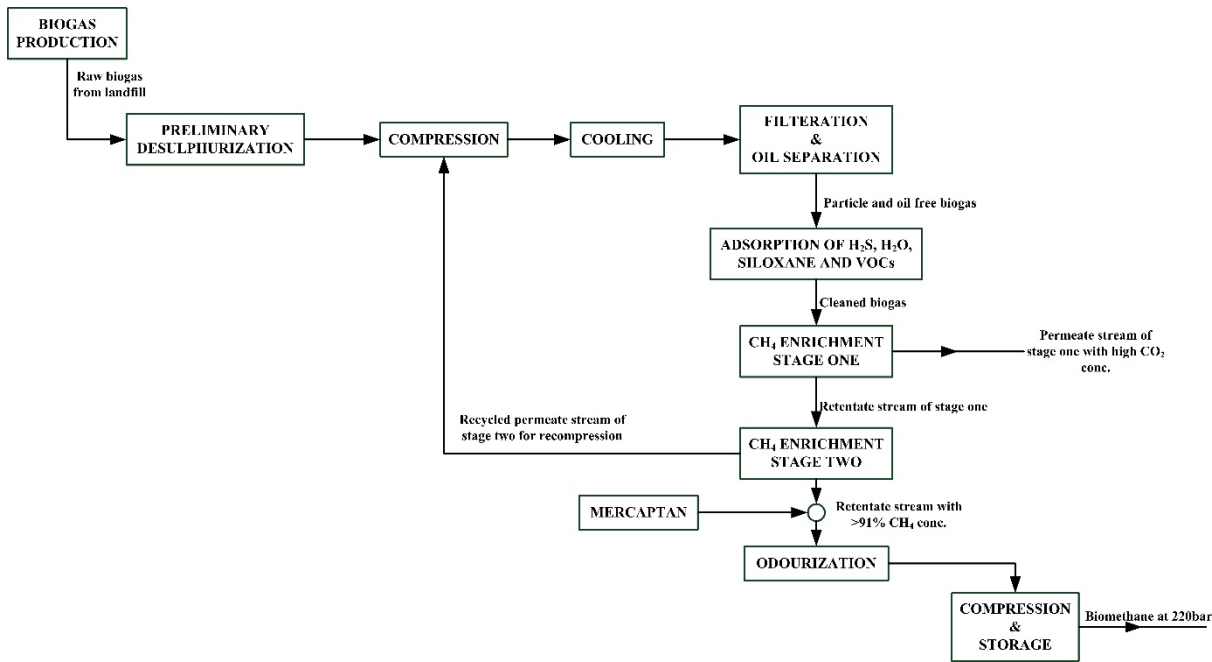 BIOGAS
PRODUCTION
Raw biogas
from landfill
PRELIMINARY
DESULPHURIZATION
COMPRESSION
COOLING
FILTERATION
&
OIL SEPARATION
Particle and oil free biogas
ADSORPTION OF H₂S, H₂O,
SILOXANE AND VOCs
Cleaned biogas
CH₄ ENRICHMENT
STAGE ONE
Permeate stream of
stage one with high CO₂
conc.
Retentate stream of stage one
Recycled permeate stream of
stage two for recompression
CH₄ ENRICHMENT
STAGE TWO
MERCAPTAN
Retentate stream with
>91% CH₄ conc.
ODOURIZATION
COMPRESSION
&
STORAGE
Biomethane at 220bar